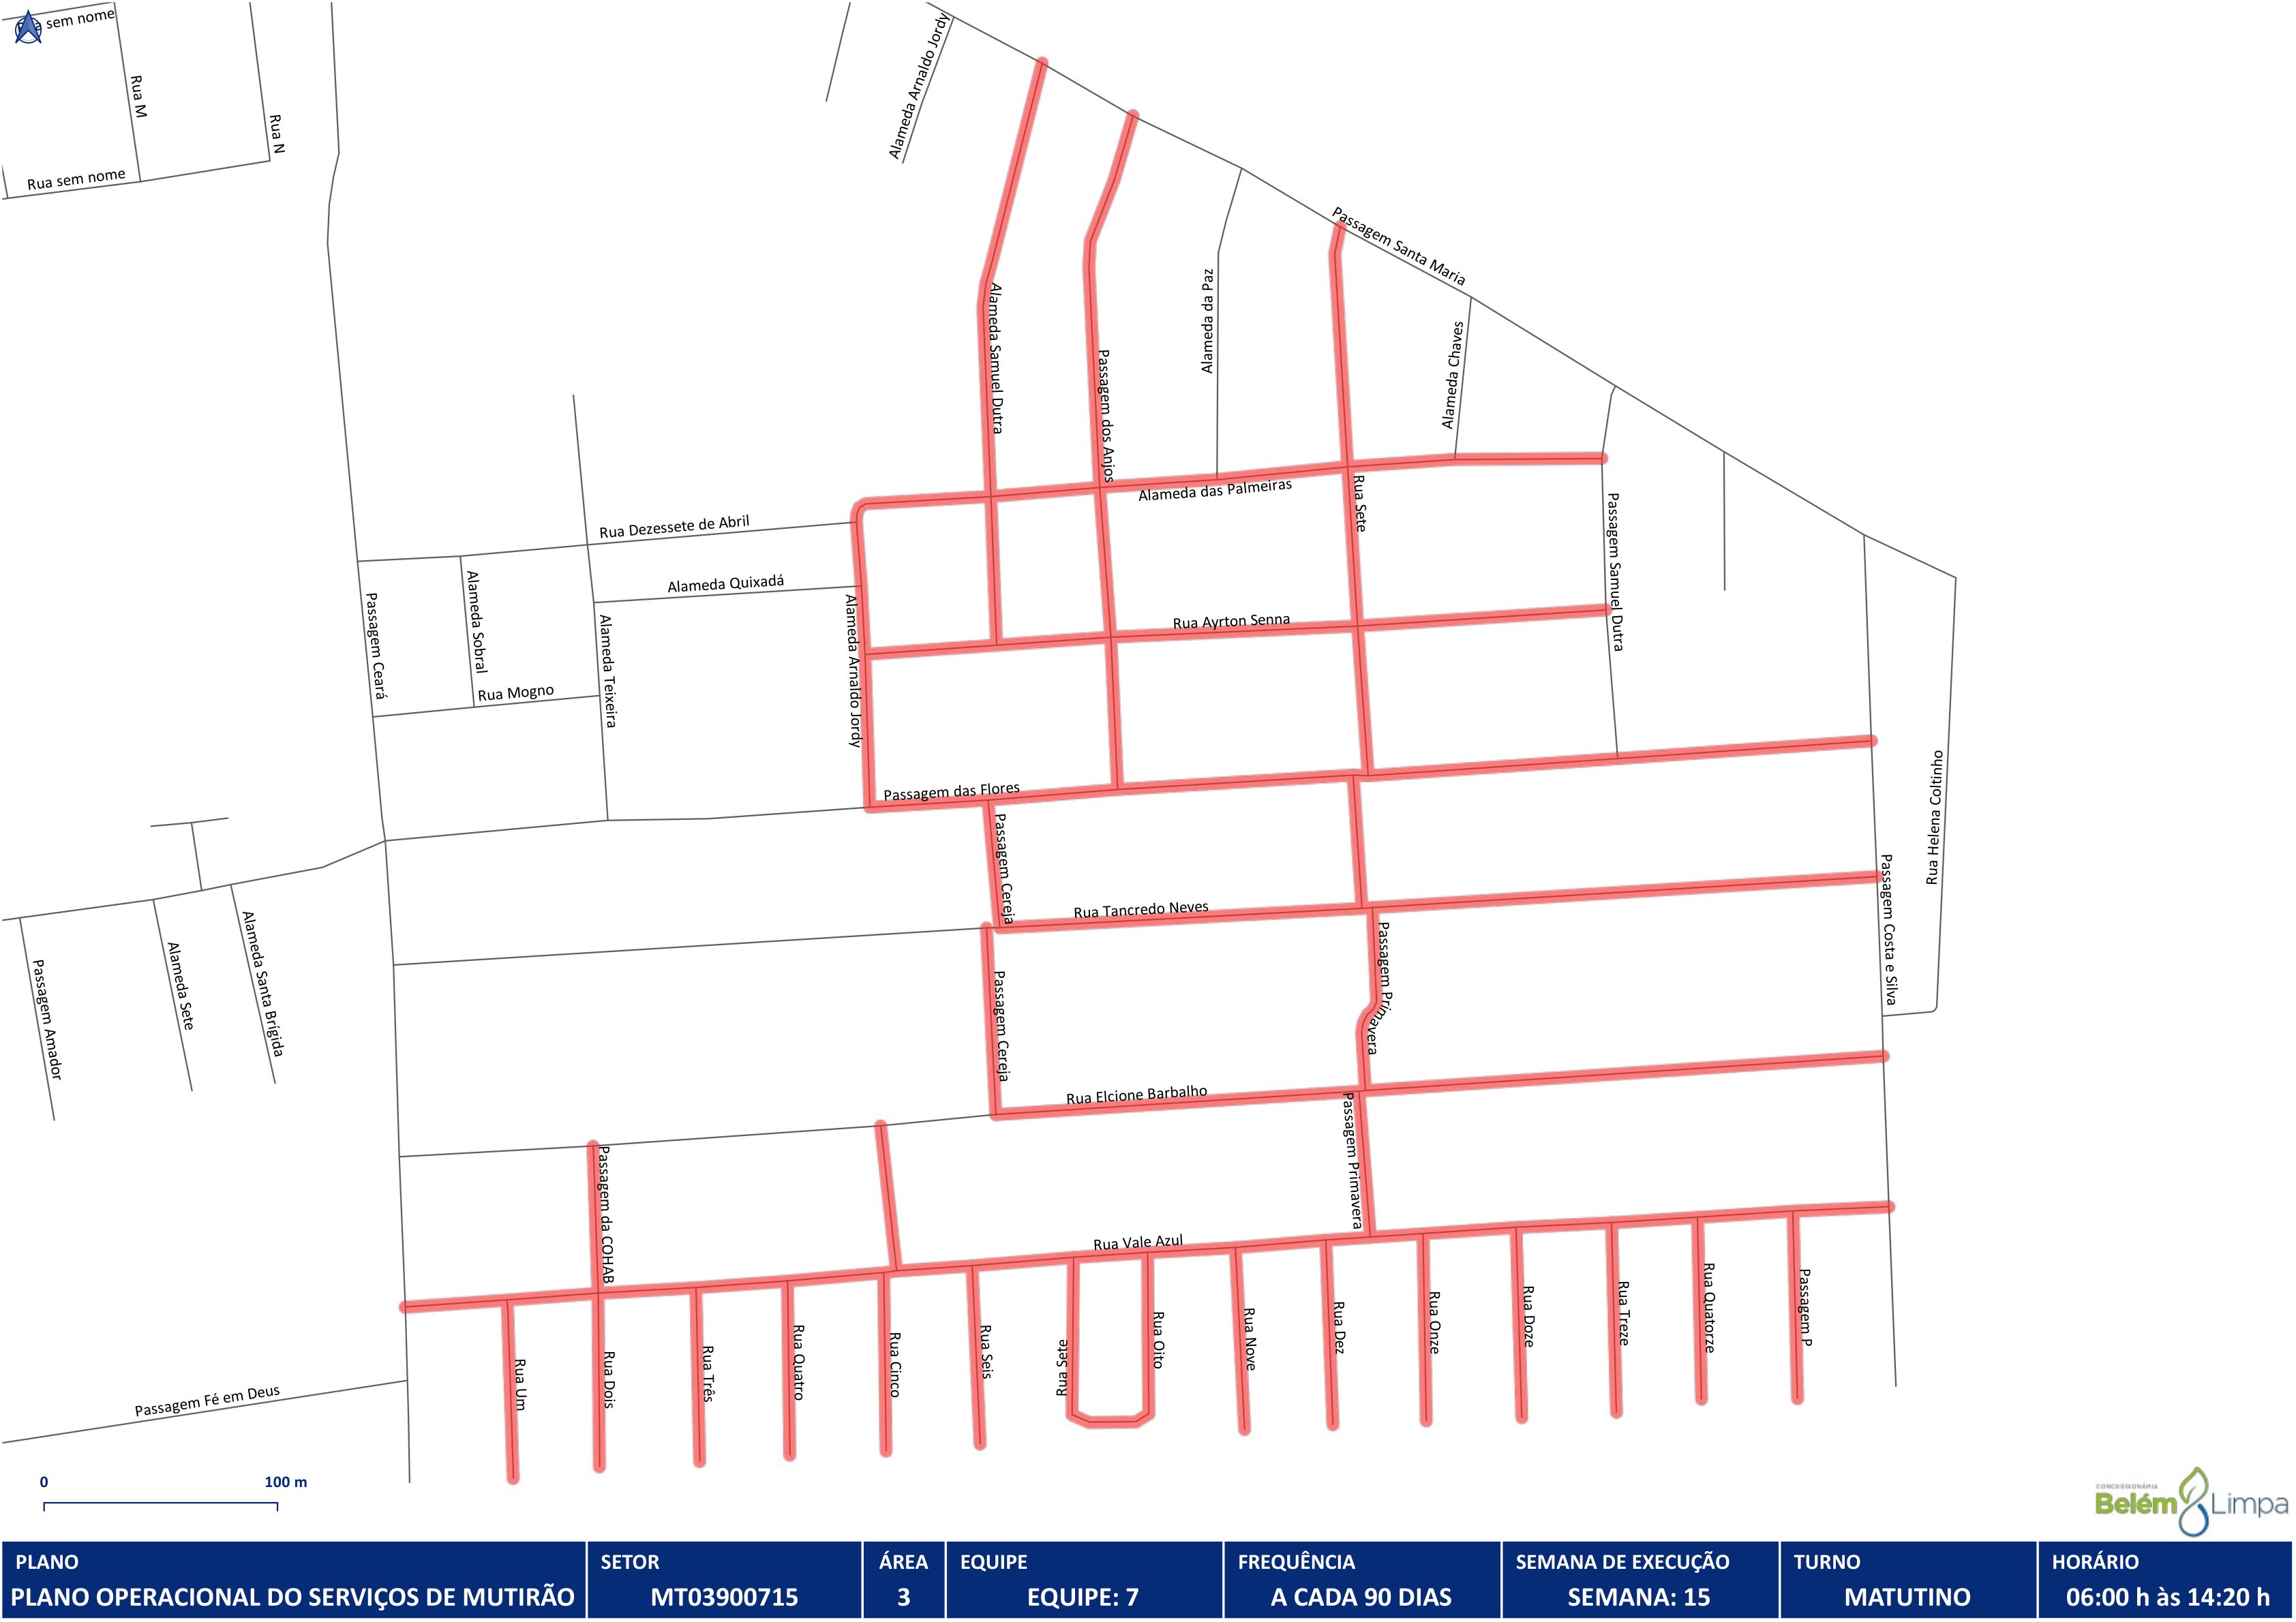 sem nome
Rua M
Rua N
Rua sem nome
Alameda Arnaldo Jordy
Passagem Santa Maria
Alameda Samuel Dutra
Passagem dos Anjos
Alameda da Paz
Alameda Chaves
Alameda das Palmeiras
Rua Sete
Passagem Samuel Dutra
Rua Dezessete de Abril
Alameda Quixadá
Passagem Ceará
Alameda Sobral
Rua Mogno
Alameda Teixeira
Alameda Arnaldo Jordy
Rua Ayrton Senna
Passagem das Flores
Passagem Cereja
Rua Helena Coltinho
Passagem Costa e Silva
Rua Tancredo Neves
Passagem Amador
Alameda Sete
Alameda Santa Brígida
Passagem Cereja
Passagem Primavera
Rua Elcione Barbalho
Passagem Primavera
Passagem da COHAB
Rua Vale Azul
Rua Um
Rua Dois
Rua Três
Rua Quatro
Rua Cinco
Rua Seis
Rua Sete
Rua Oito
Rua Nove
Rua Dez
Rua Onze
Rua Doze
Rua Treze
Rua Quatorze
Passagem P
Passagem Fé em Deus
0 100 m
CONCESSIONÁRIA
Belém Limpa
PLANO SETOR ÁREA EQUIPE FREQUÊNCIA SEMANA DE EXECUÇÃO TURNO HORÁRIO
PLANO OPERACIONAL DO SERVIÇOS DE MUTIRÃO MT03900715 3 EQUIPE: 7 A CADA 90 DIAS SEMANA: 15 MATUTINO 06:00 h às 14:20 h